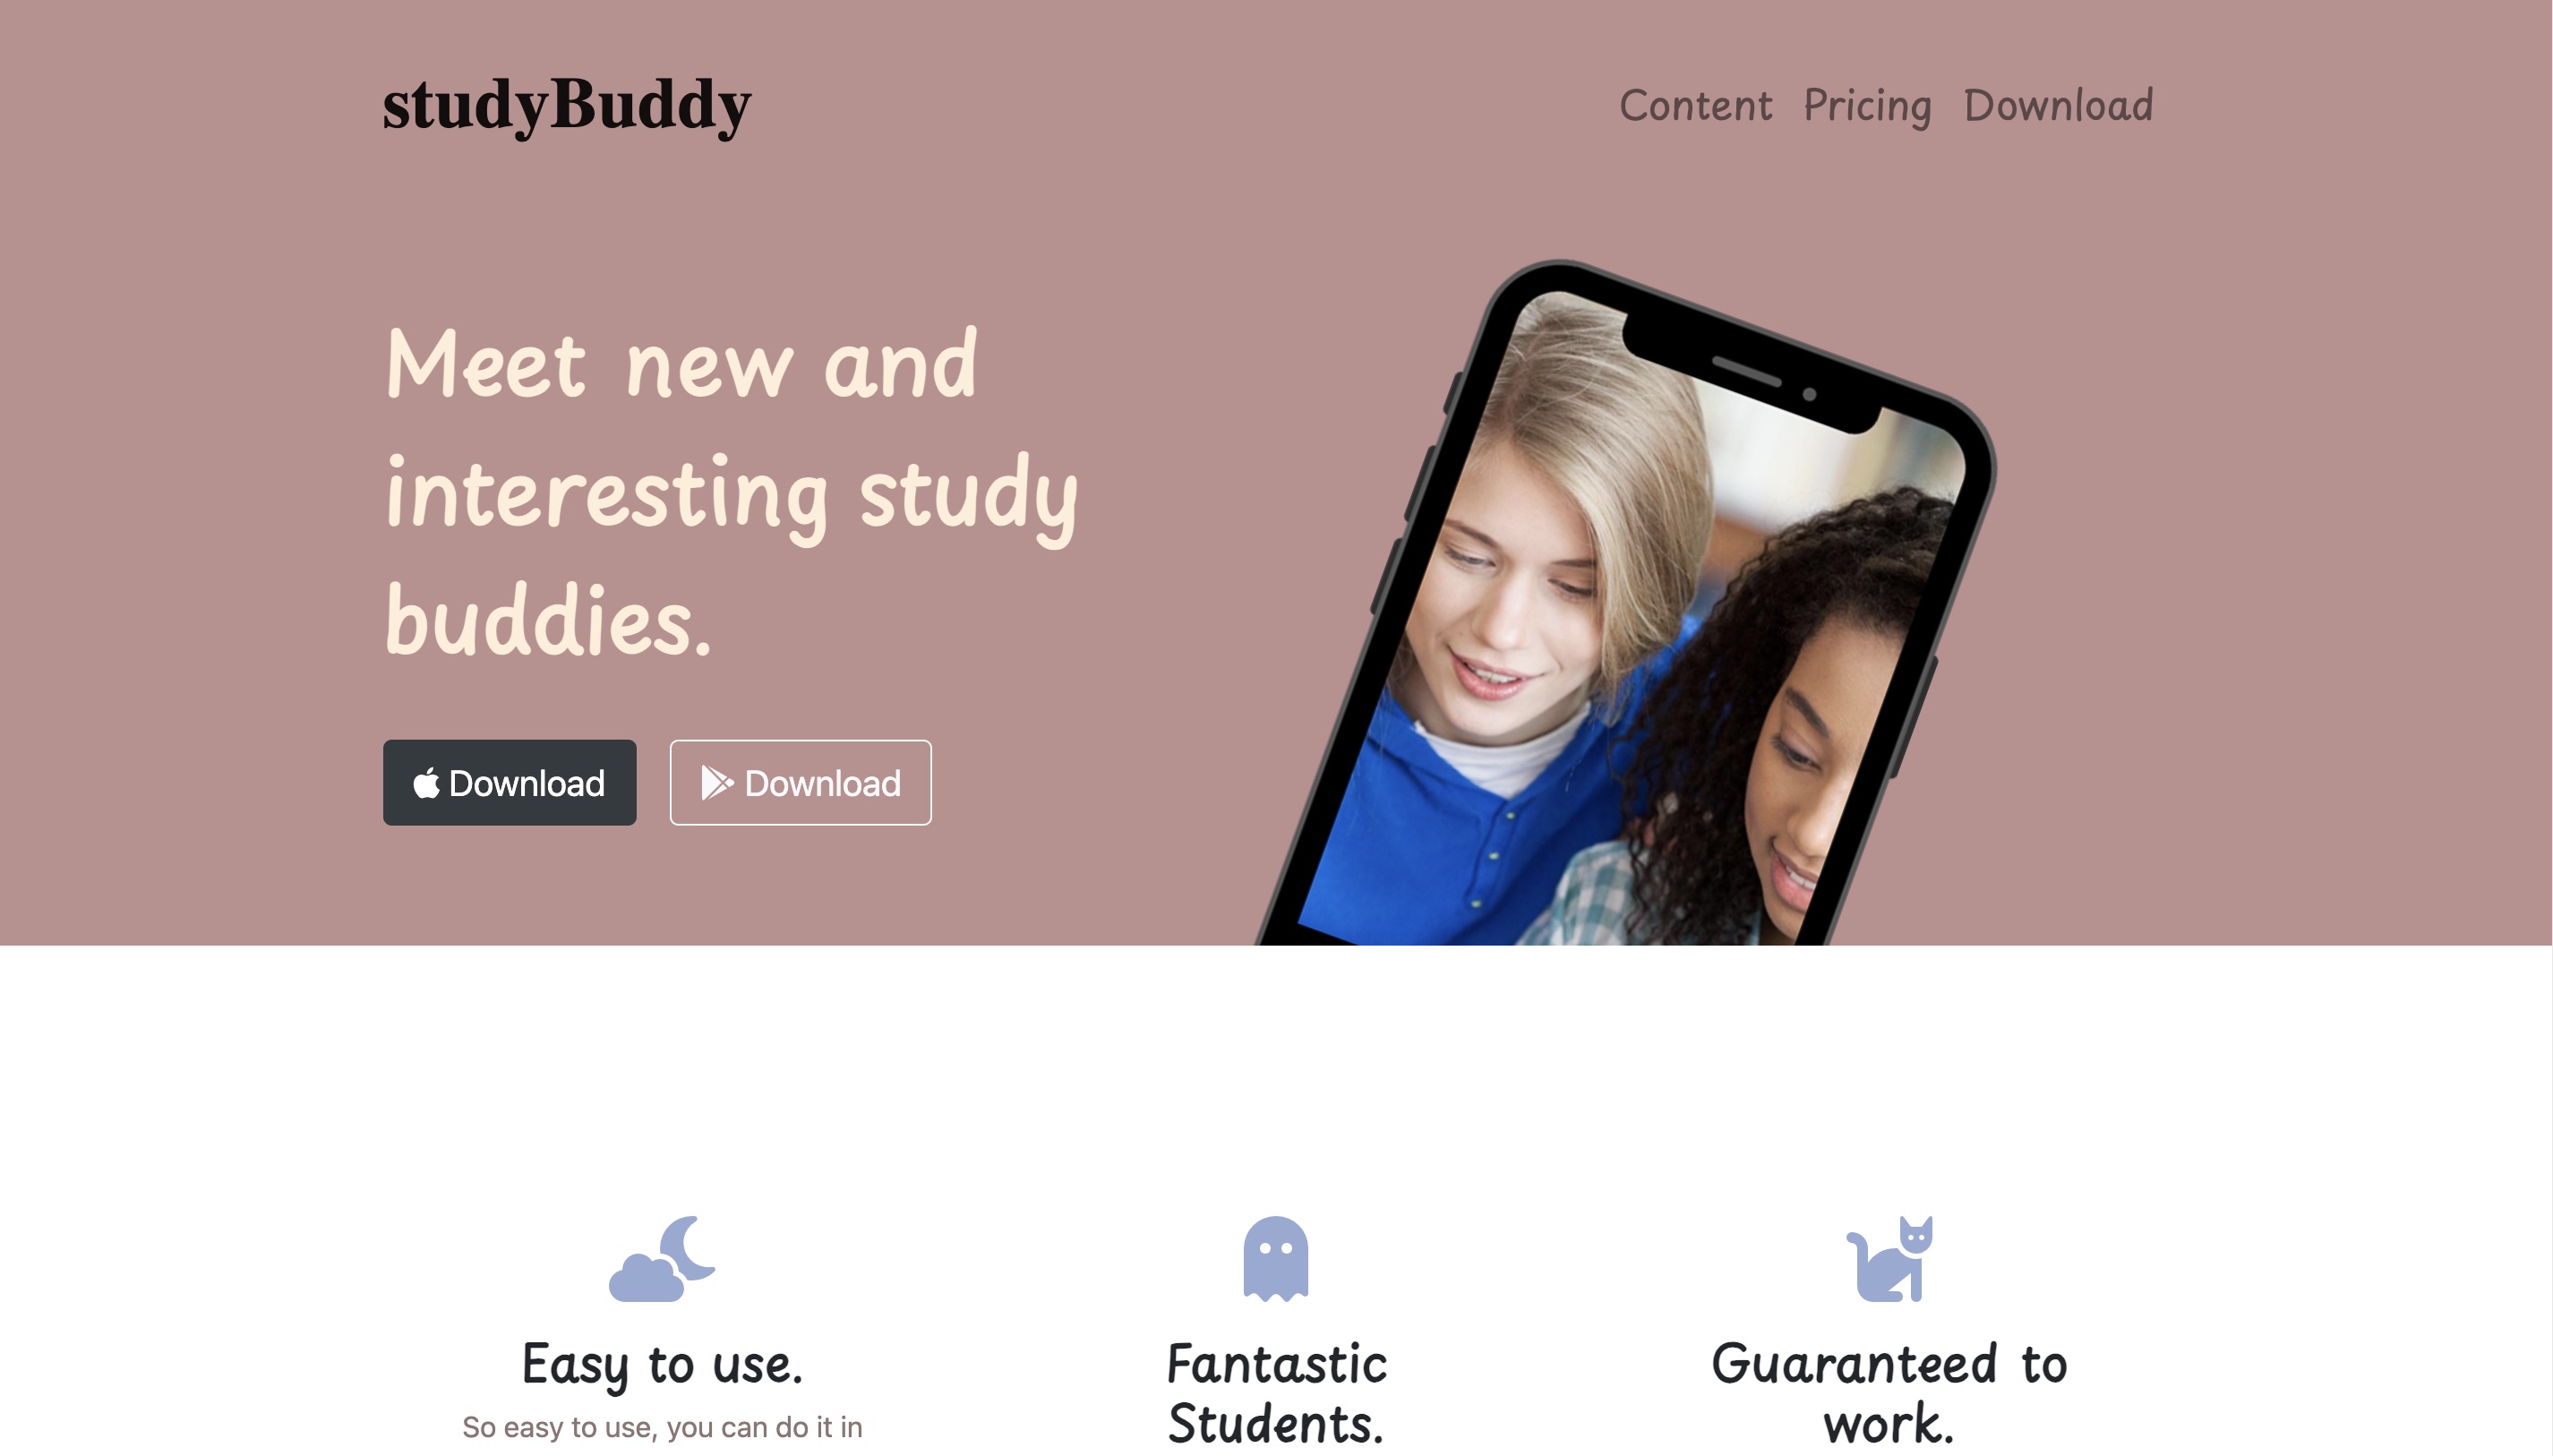 studyBuddy
Content Pricing Download
Meet new and
interesting study
buddies.
Download Download
Easy to use.
So easy to use, you can do it in
Fantastic
Students.
Guaranteed to
work.